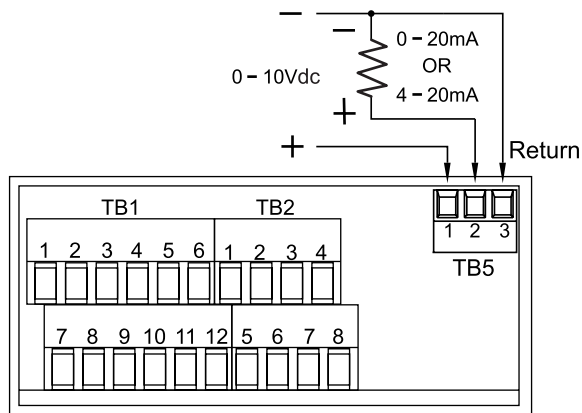 −
−
0 – 20mA
OR
4 – 20mA
0 – 10Vdc
+
+
Return
TB1 TB2
1 2 3 4 5 6 1 2 3 4
1 2 3
TB5
7 8 9 10 11 12 5 6 7 8